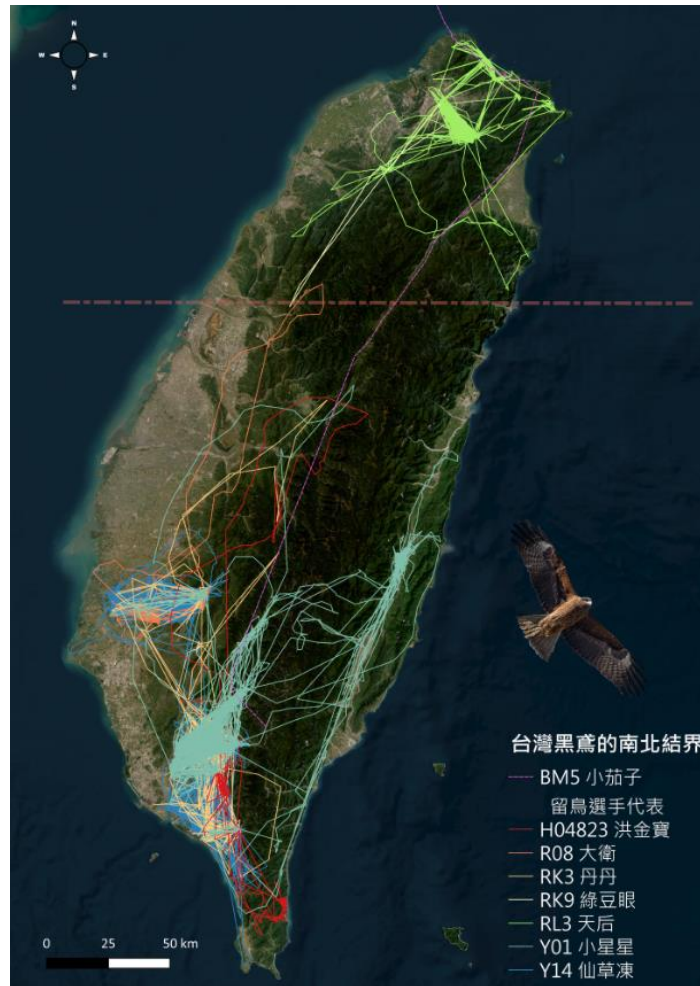 N
W
E
S
台灣黑鳶的南北結界
BM5 小茄子
留鳥選手代表
H04823 洪金寶
R08 大衛
RK3 丹丹
RK9 綠豆眼
RL3 天后
Y01 小星星
Y14 仙草凍
0 25 50 km